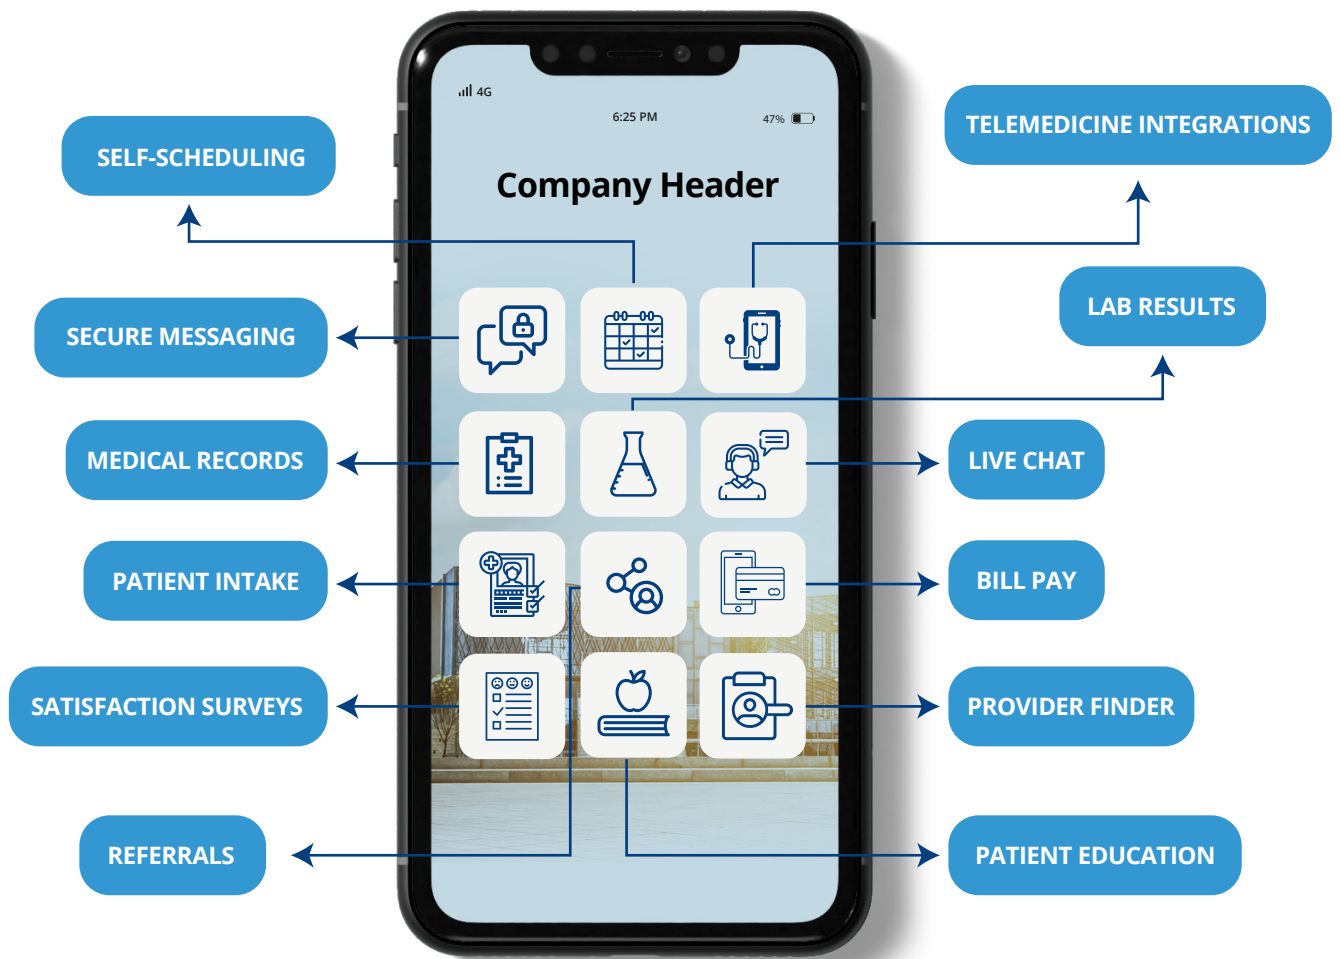 4G
6:25 PM
47%
Company Header
SELF-SCHEDULING
TELEMEDICINE INTEGRATIONS
SECURE MESSAGING
LAB RESULTS
MEDICAL RECORDS
LIVE CHAT
PATIENT INTAKE
BILL PAY
SATISFACTION SURVEYS
PROVIDER FINDER
REFERRALS
PATIENT EDUCATION